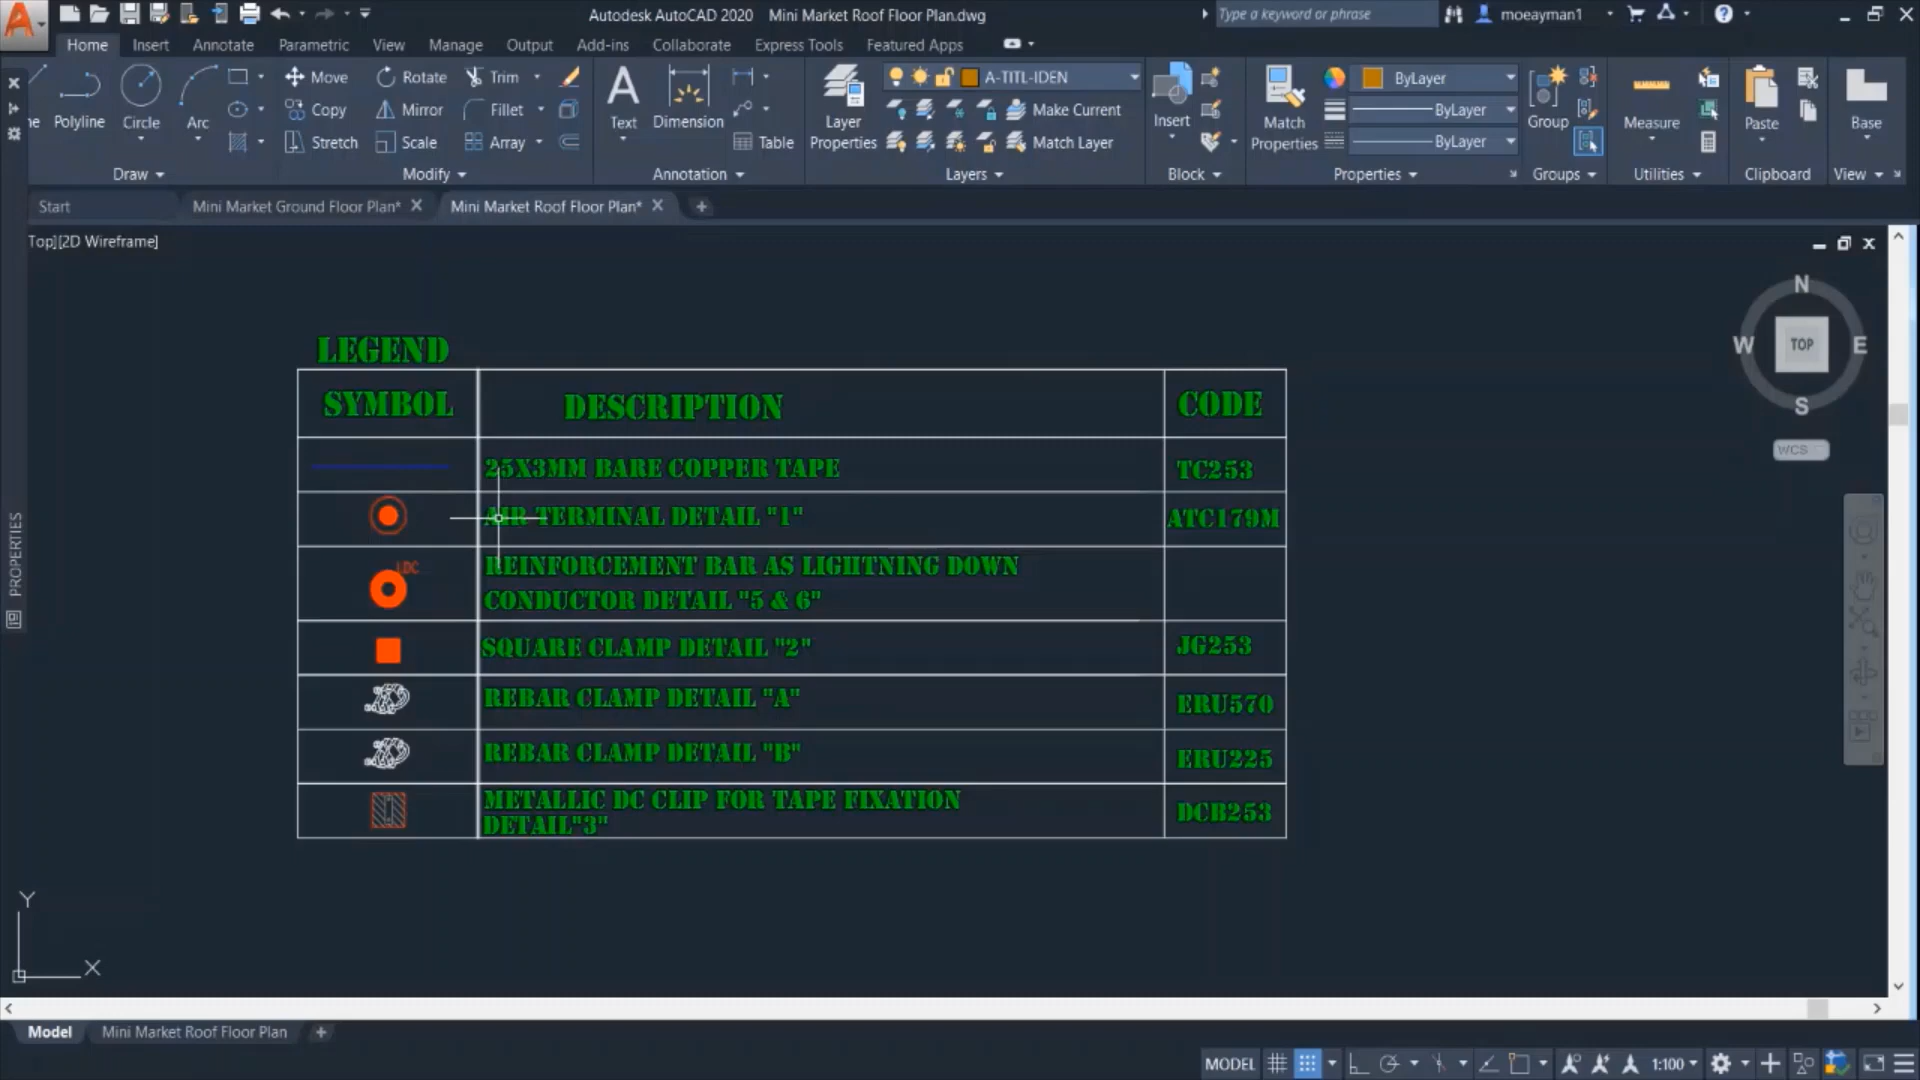 Autodesk AutoCAD 2020 Mini Market Roof Floor Plan.dwg
Type a keyword or phrase
moeayman1
Home Insert Annotate Parametric View Manage Output Add-ins Collaborate Express Tools Featured Apps
Polyline Circle Arc
Move Rotate Trim
Copy Mirror Fillet
Stretch Scale Array
Text Dimension
Table
Layer Properties
A-TITL-IDEN
Make Current
Match Layer
Insert
Match Properties
ByLayer
ByLayer
ByLayer
Group Measure Paste Base
Draw Modify Annotation Layers Block Properties Groups Utilities Clipboard View
Start Mini Market Ground Floor Plan* Mini Market Roof Floor Plan*
Top][2D Wireframe]
N
W TOP E
S
WCS
PROPERTIES
LEGEND
SYMBOL DESCRIPTION CODE
25X3MM BARE COPPER TAPE TC253
AIR TERMINAL DETAIL "1" ATC179M
LDC
REINFORCEMENT BAR AS LIGHTNING DOWN
CONDUCTOR DETAIL "5 & 6"
SQUARE CLAMP DETAIL "2" JG253
REBAR CLAMP DETAIL "A" ERU570
REBAR CLAMP DETAIL "B" ERU225
METALLIC DC CLIP FOR TAPE FIXATION
DETAIL"3" DCB253
Y
X
Model Mini Market Roof Floor Plan
MODEL 1:100